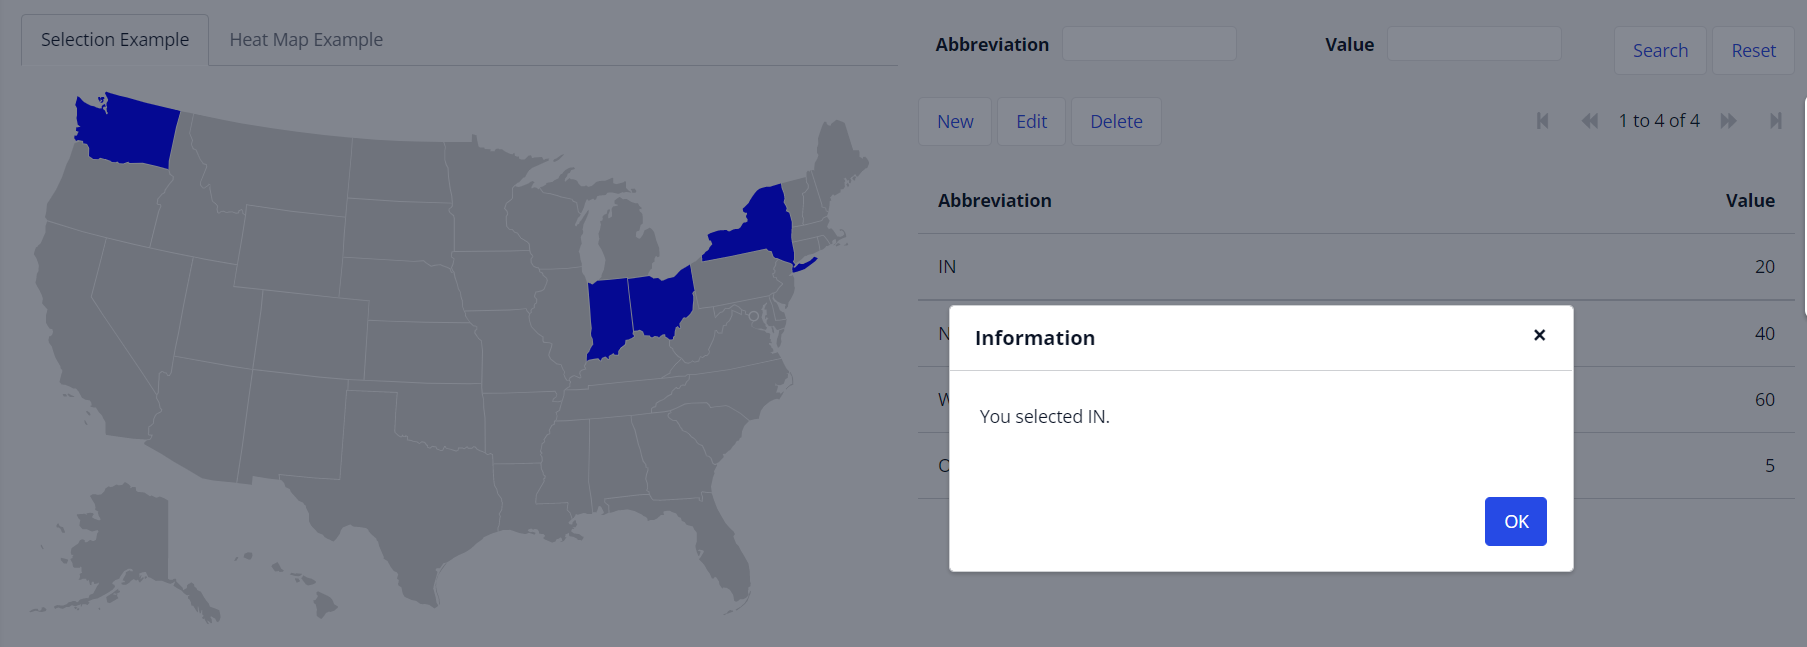 Selection Example
Heat Map Example
Abbreviation
Value
Search
Reset
New
Edit
Delete
1 to 4 of 4
Abbreviation
Value
IN
20
40
60
5
Information
×
You selected IN.
OK